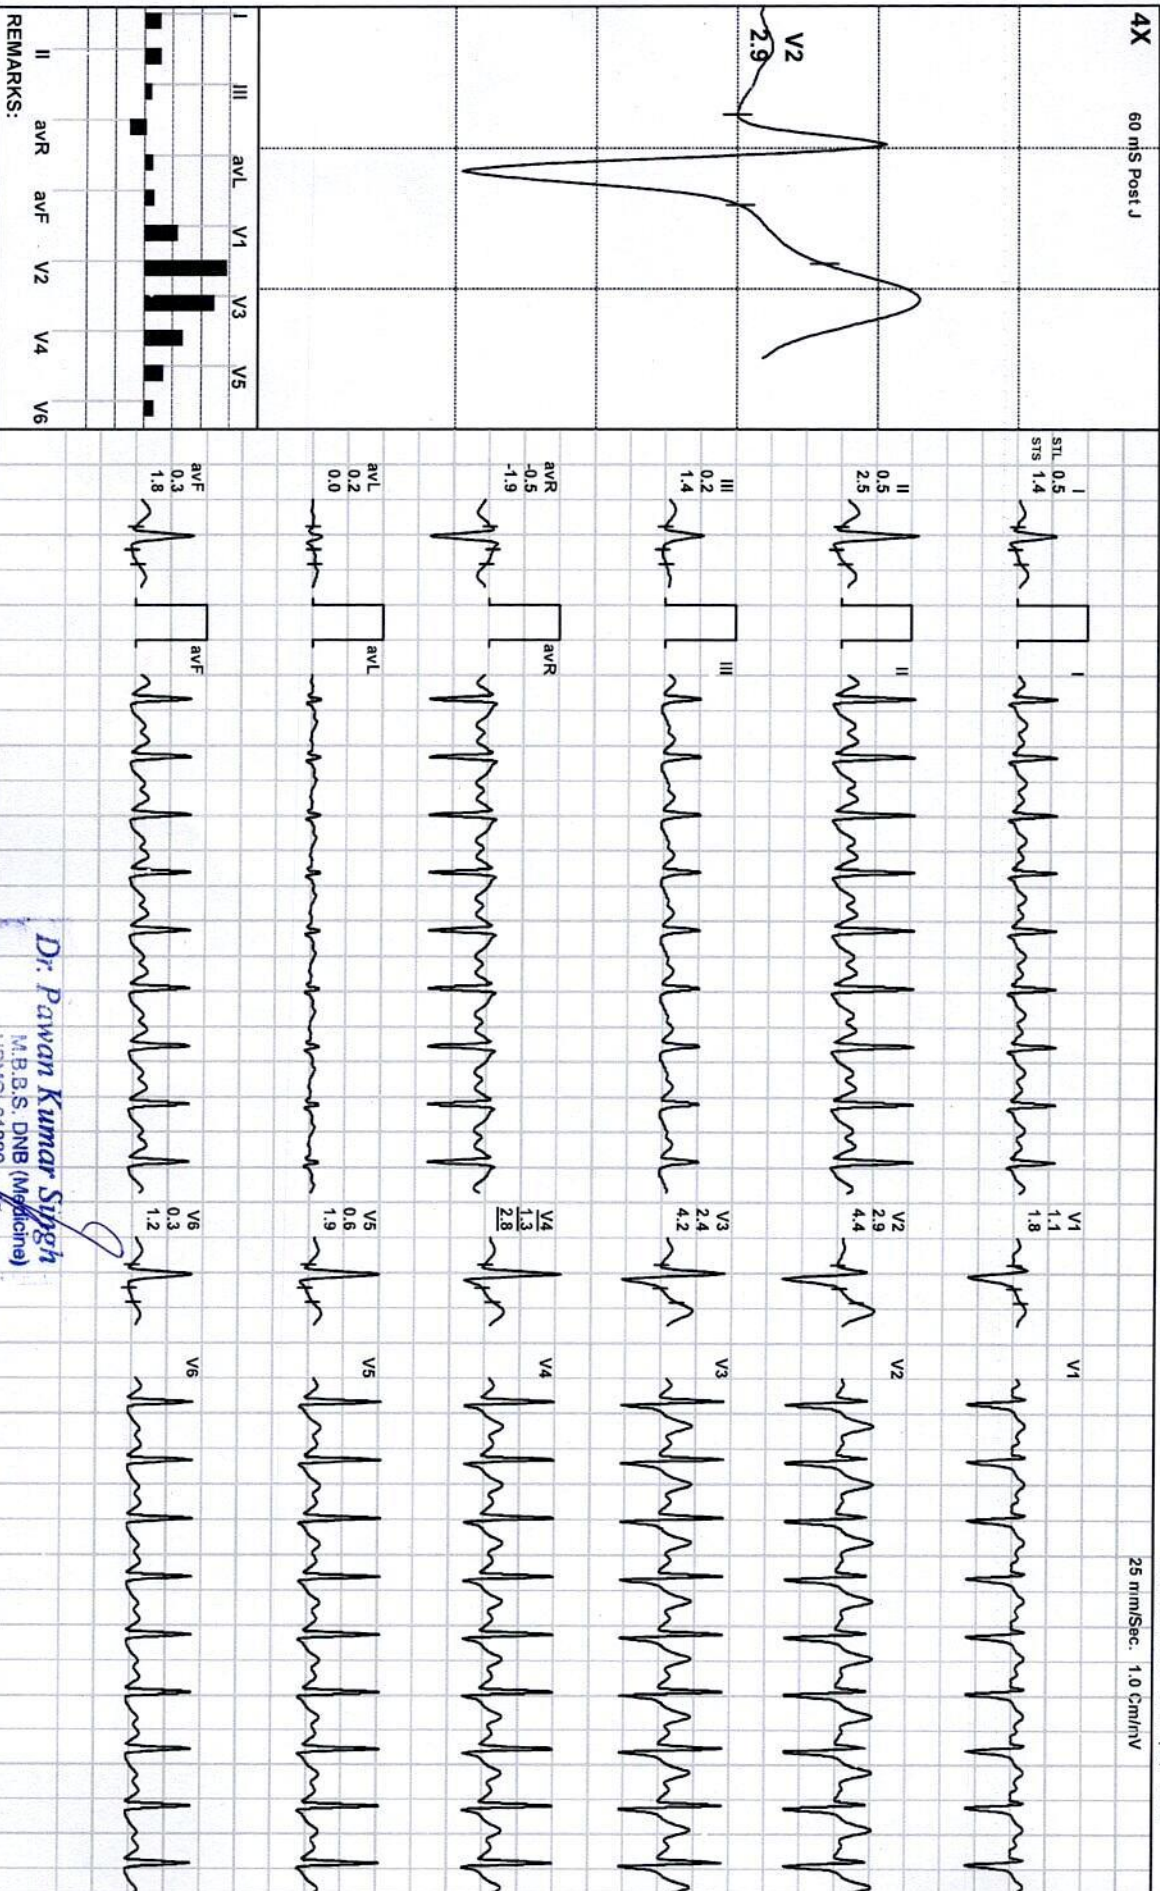 4X
60 mS Post J
25 mm/Sec. 1.0 Cm/mV
V2
2.9
I
STL 0.5
STS 1.4
I
V1
1.1
1.8
V1
II
0.5
2.5
II
V2
2.9
4.4
V2
III
0.2
1.4
III
V3
2.4
4.2
V3
avR
-0.5
-1.9
avR
V4
1.3
2.8
V4
avL
0.2
0.0
avL
V5
0.6
1.9
V5
avF
0.3
1.8
avF
V6
0.3
1.2
V6
I III avL V1 V3 V5
II avR avF V2 V4 V6
REMARKS:
Dr. Pawan Kumar Singh
M.B.B.S. DNB (Medicine)